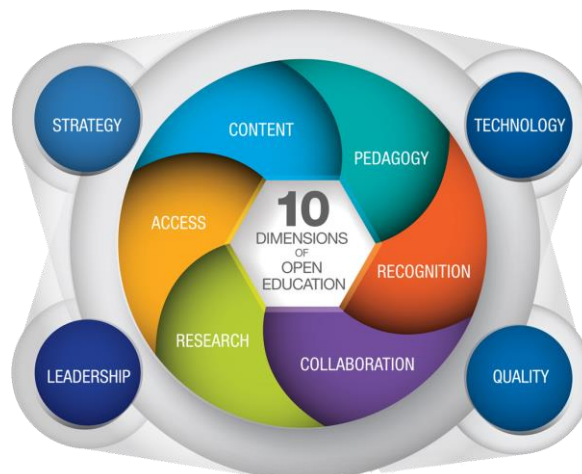 STRATEGY
TECHNOLOGY
CONTENT
PEDAGOGY
ACCESS
10
DIMENSIONS
OF
OPEN
EDUCATION
RECOGNITION
RESEARCH
COLLABORATION
LEADERSHIP
QUALITY